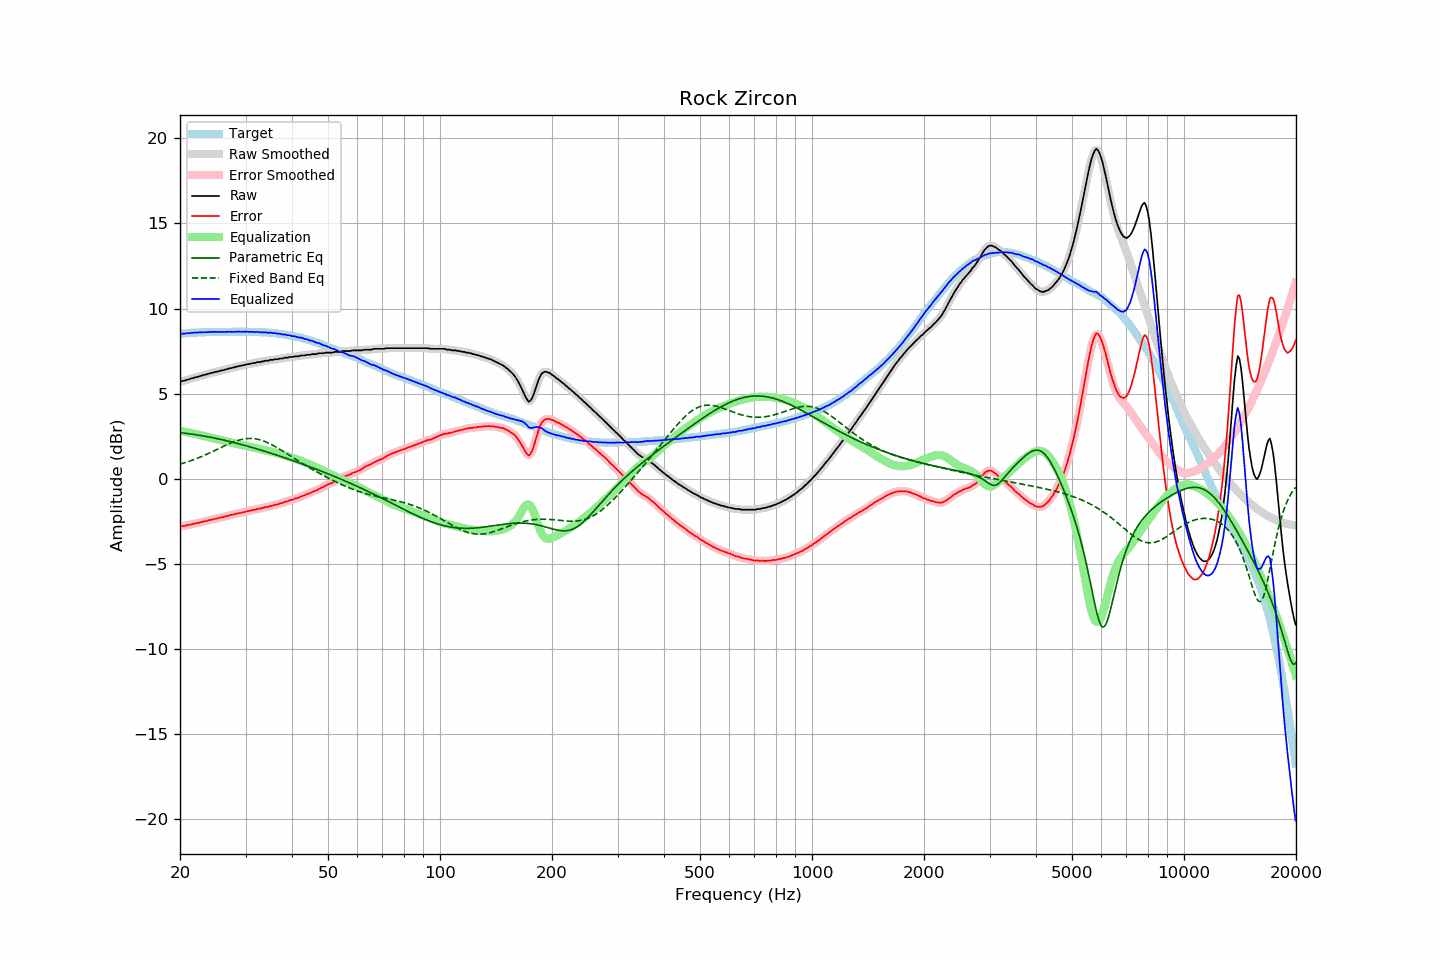 Rock Zircon
Target
Raw Smoothed
Error Smoothed
Raw
Error
Equalization
Parametric Eq
Fixed Band Eq
Equalized
20
15
10
5
0
−5
−10
−15
−20
Amplitude (dBr)
20 50 100 200 500 1000 2000 5000 10000 20000
Frequency (Hz)